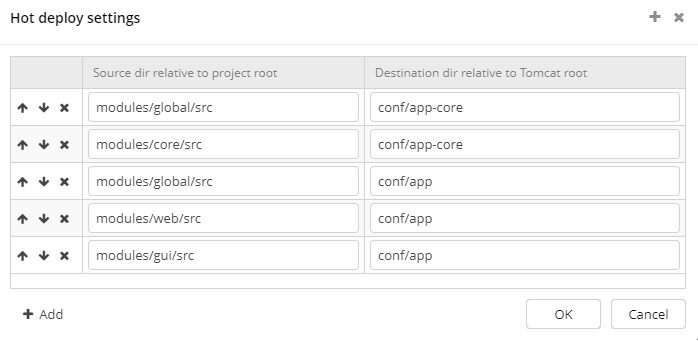 Hot deploy settings
Source dir relative to project root Destination dir relative to Tomcat root
modules/global/src conf/app-core
modules/core/src conf/app-core
modules/global/src conf/app
modules/web/src conf/app
modules/gui/src conf/app
Add OK Cancel